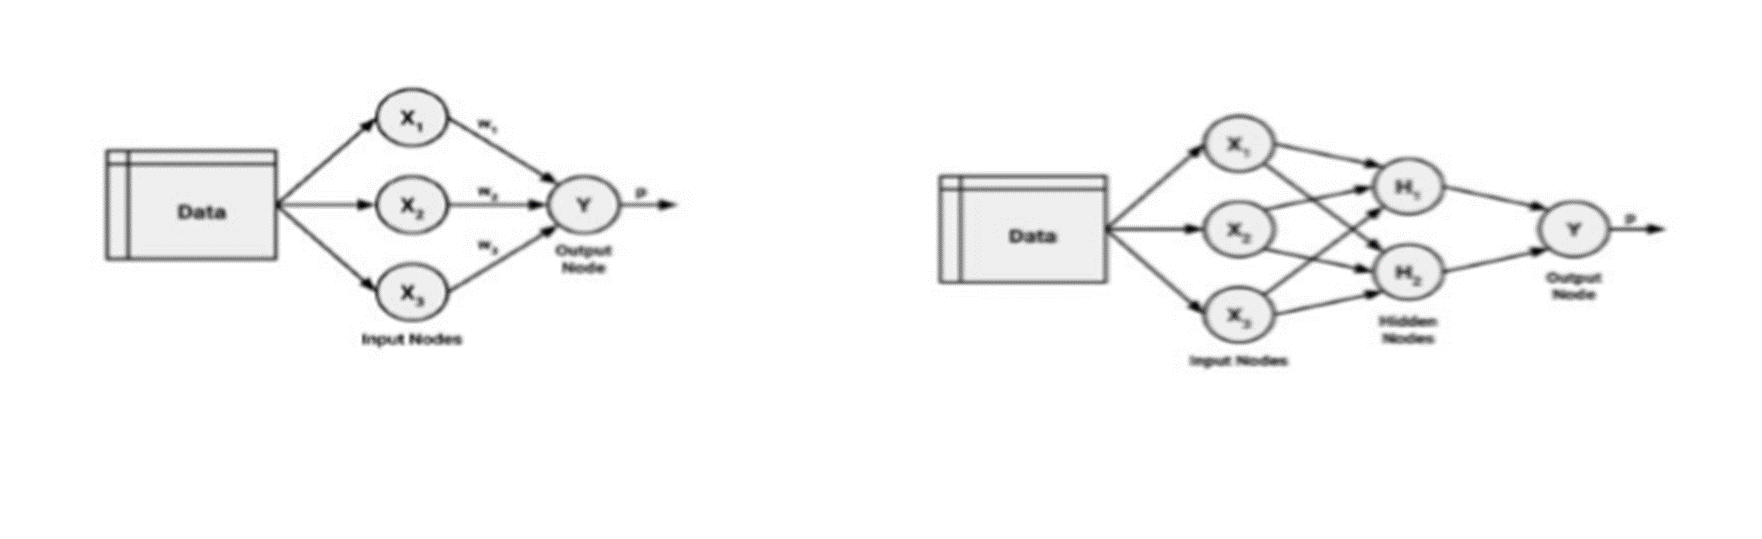 Data
X₁
X₂
X₃
Input Nodes
w₁
w₂
w₃
Y
Output
Node
p
Data
X₁
X₂
X₃
Input Nodes
H₁
H₂
Hidden
Nodes
Y
Output
Node
p